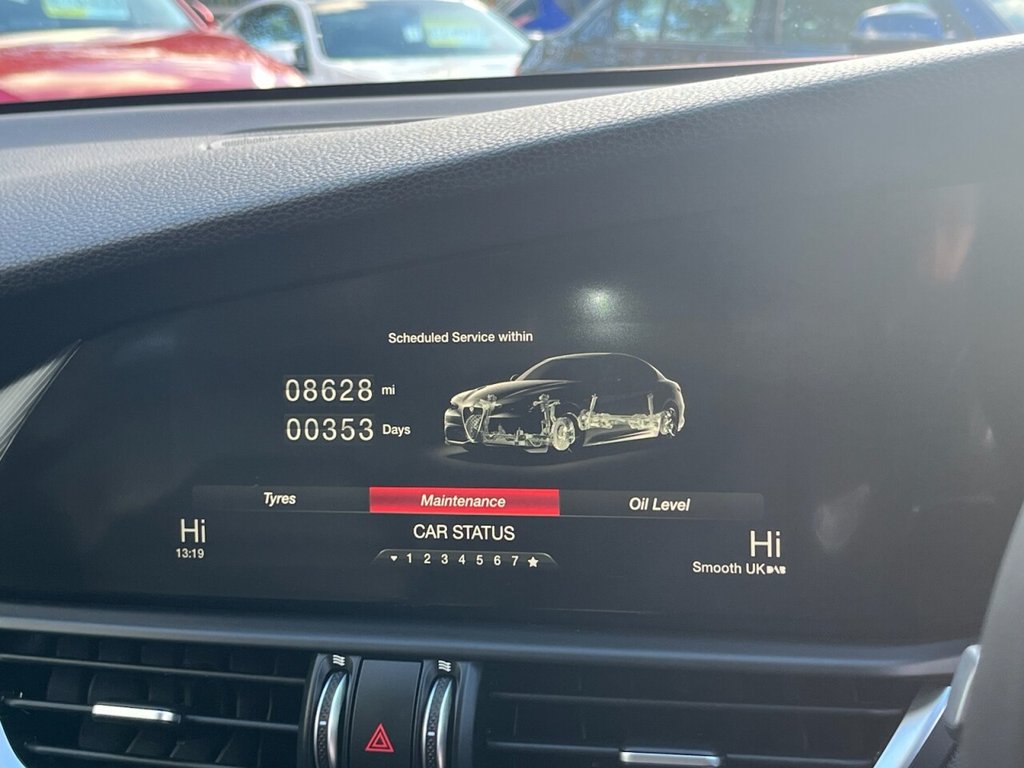 Scheduled Service within
08628 mi
00353 Days
Tyres Maintenance Oil Level
Hi CAR STATUS Hi
13:19 1 2 3 4 5 6 7 Smooth UK DAB